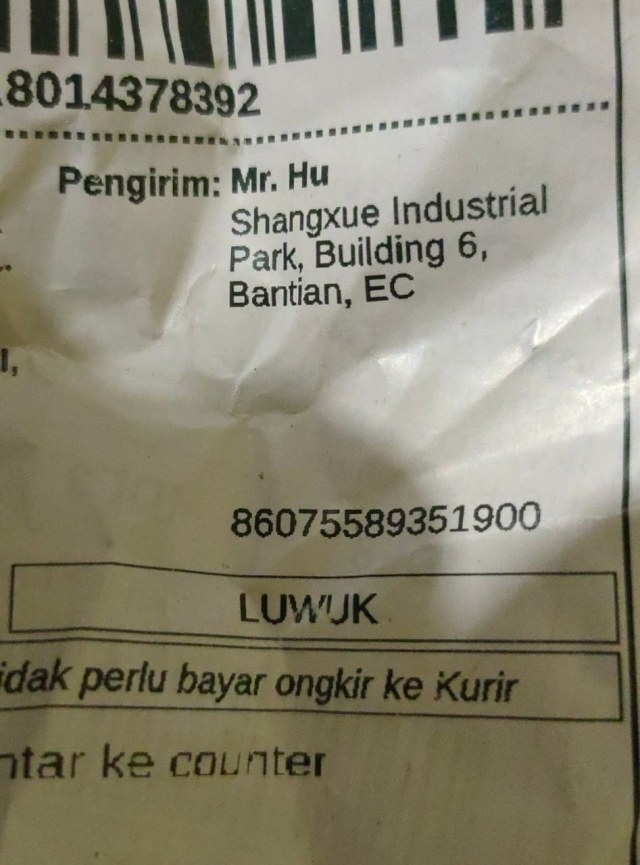 8014378392
Pengirim: Mr. Hu
Shangxue Industrial
Park, Building 6,
Bantian, EC
l,
86075589351900
LUWUK
idak perlu bayar ongkir ke Kurir
ntar ke counter